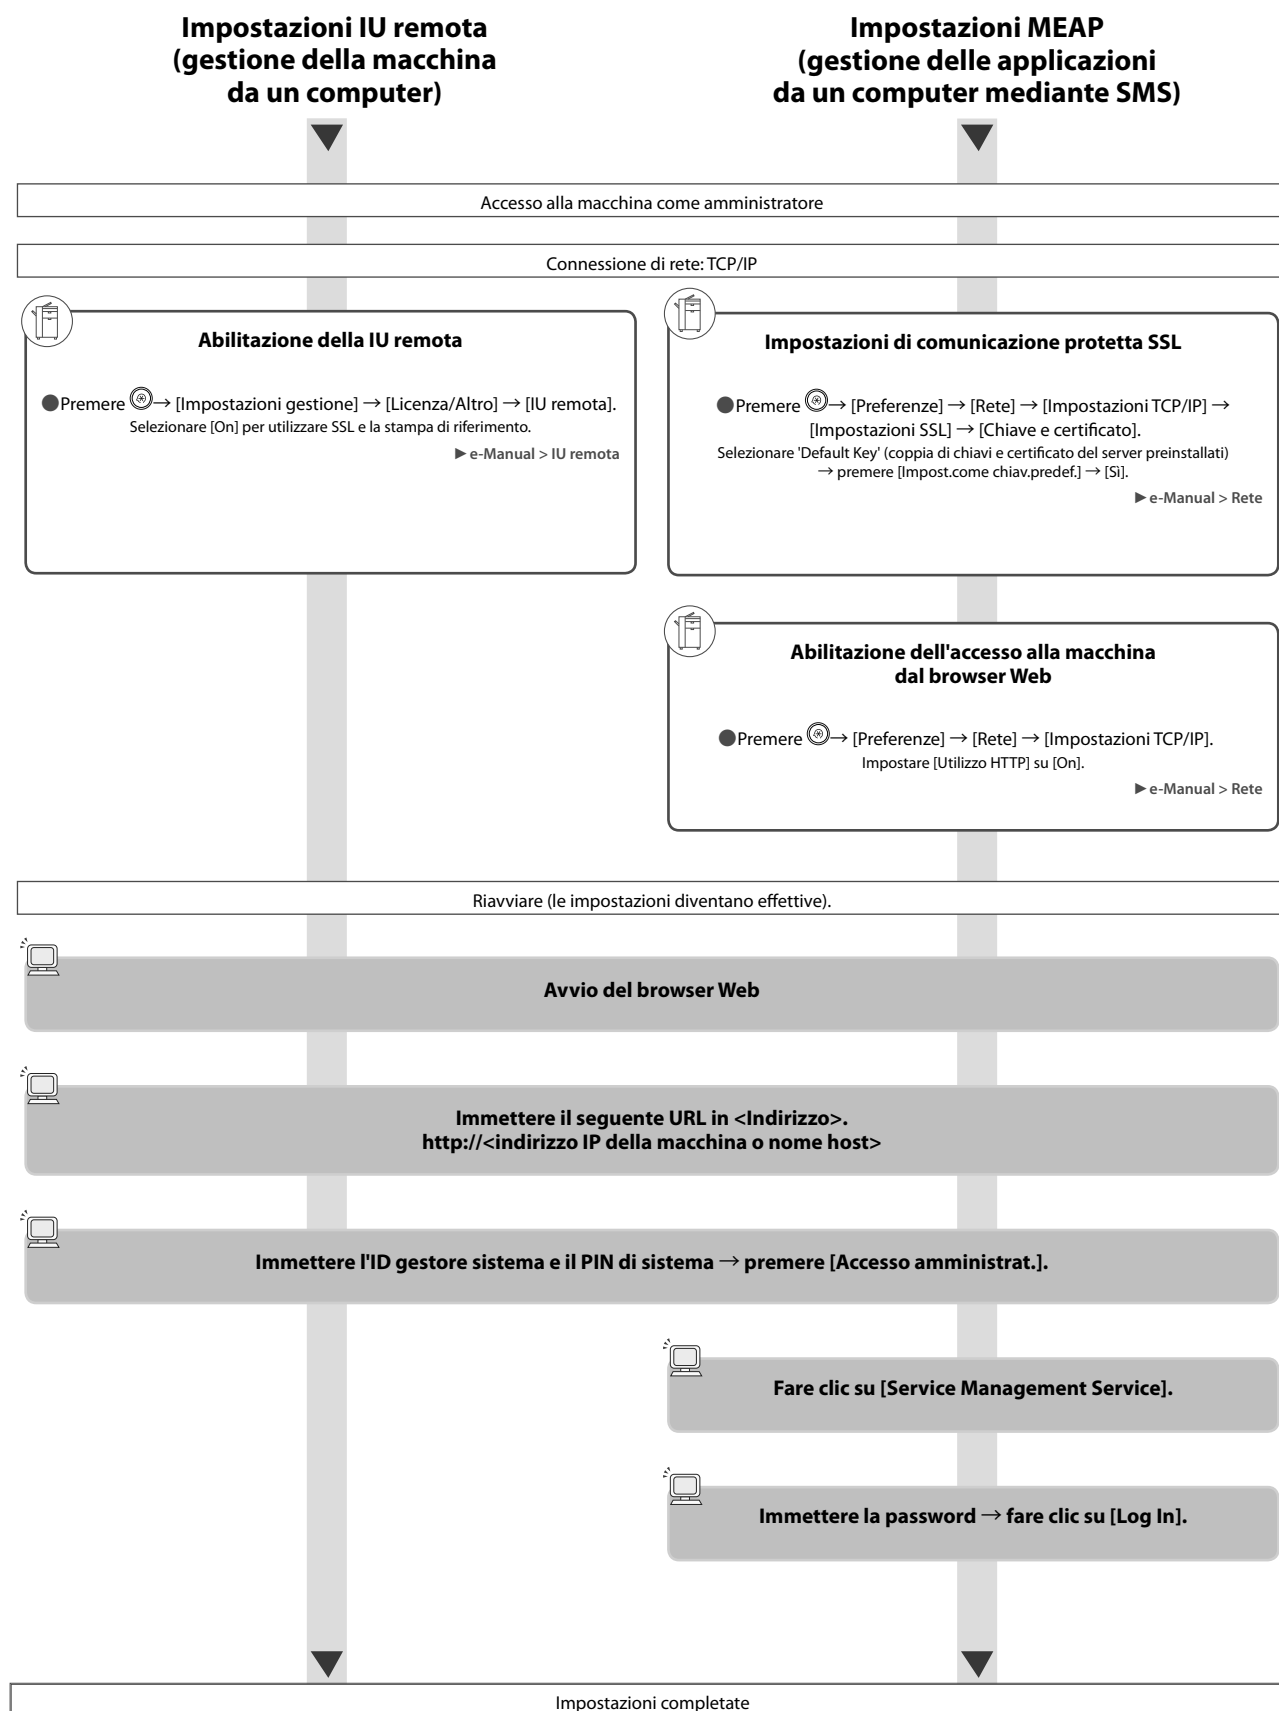 Impostazioni IU remota
(gestione della macchina
da un computer)
Impostazioni MEAP
(gestione delle applicazioni
da un computer mediante SMS)
Accesso alla macchina come amministratore
Connessione di rete: TCP/IP
Abilitazione della IU remota
●Premere → [Impostazioni gestione] → [Licenza/Altro] → [IU remota].
Selezionare [On] per utilizzare SSL e la stampa di riferimento.
►e-Manual > IU remota
Impostazioni di comunicazione protetta SSL
●Premere → [Preferenze] → [Rete] → [Impostazioni TCP/IP] →
[Impostazioni SSL] → [Chiave e certificato].
Selezionare 'Default Key' (coppia di chiavi e certificato del server preinstallati)
→ premere [Impost.come chiav.predef.] → [Sì].
►e-Manual > Rete
Abilitazione dell'accesso alla macchina
dal browser Web
●Premere → [Preferenze] → [Rete] → [Impostazioni TCP/IP].
Impostare [Utilizzo HTTP] su [On].
►e-Manual > Rete
Riavviare (le impostazioni diventano effettive).
Avvio del browser Web
Immettere il seguente URL in <Indirizzo>.
http://<indirizzo IP della macchina o nome host>
Immettere l'ID gestore sistema e il PIN di sistema → premere [Accesso amministrat.].
Fare clic su [Service Management Service].
Immettere la password → fare clic su [Log In].
Impostazioni completate